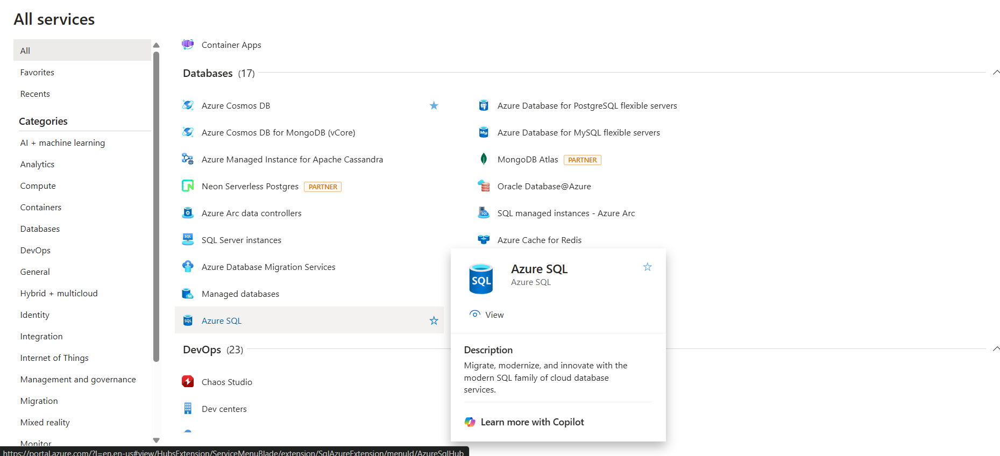 All services
All
Favorites
Recents
Categories
AI + machine learning
Analytics
Compute
Containers
Databases
DevOps
General
Hybrid + multicloud
Identity
Integration
Internet of Things
Management and governance
Migration
Mixed reality
Monitor
Container Apps
Databases (17)
Azure Cosmos DB
Azure Database for PostgreSQL flexible servers
Azure Cosmos DB for MongoDB (vCore)
Azure Database for MySQL flexible servers
Azure Managed Instance for Apache Cassandra
MongoDB Atlas PARTNER
Neon Serverless Postgres PARTNER
Oracle Database@Azure
Azure Arc data controllers
SQL managed instances - Azure Arc
SQL Server instances
Azure Cache for Redis
Azure Database Migration Services
Managed databases
Azure SQL
DevOps (23)
Chaos Studio
Dev centers
SQL
Azure SQL
Azure SQL
View
Description
Migrate, modernize, and innovate with the
modern SQL family of cloud database
services.
Learn more with Copilot
https://portal.azure.com/?l=en.en-us#view/HubsExtension/ServiceMenuBlade/extension/SqlAzureExtension/menuId/AzureSqlHub